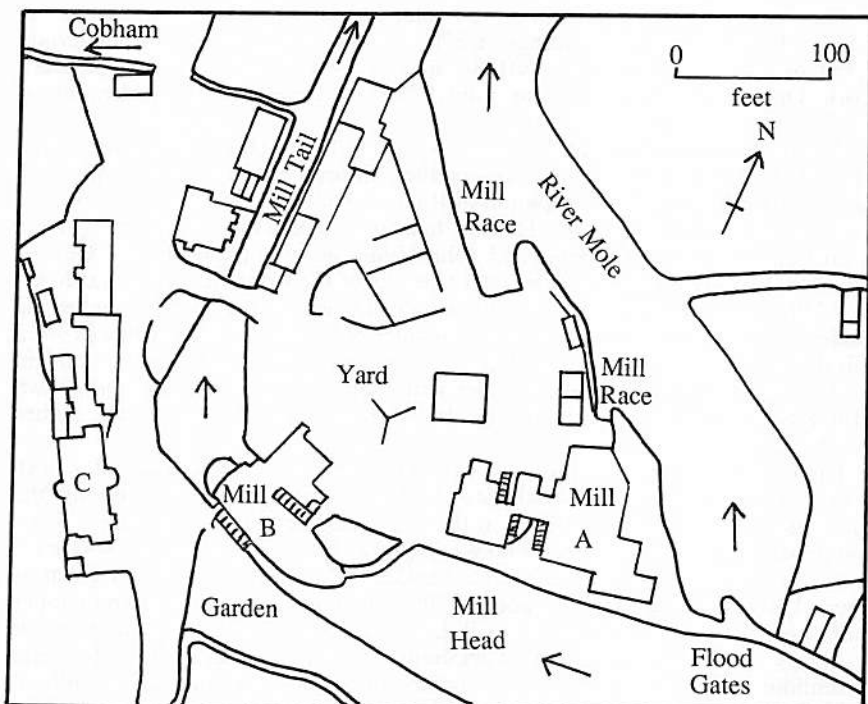 Cobham
0 100
feet
N
Mill Tail
Mill
Race
River Mole
Yard
Mill
Race
C
Mill
B
Mill
A
Garden
Mill
Head
Flood
Gates